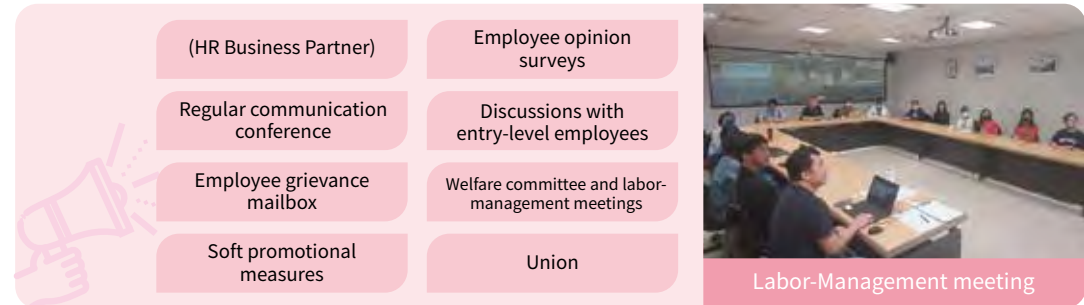 (HR Business Partner)
Employee opinion
surveys
Regular communication
conference
Discussions with
entry-level employees
Employee grievance
mailbox
Welfare committee and labor-
management meetings
Soft promotional
measures
Union
Labor-Management meeting